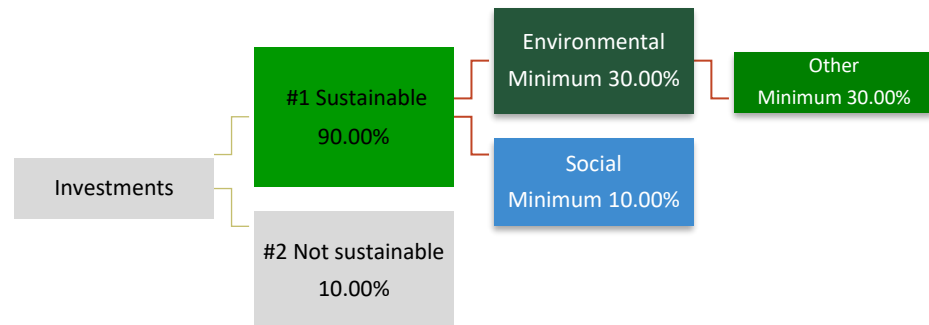 Investments
#1 Sustainable
90.00%
#2 Not sustainable
10.00%
Environmental
Minimum 30.00%
Social
Minimum 10.00%
Other
Minimum 30.00%